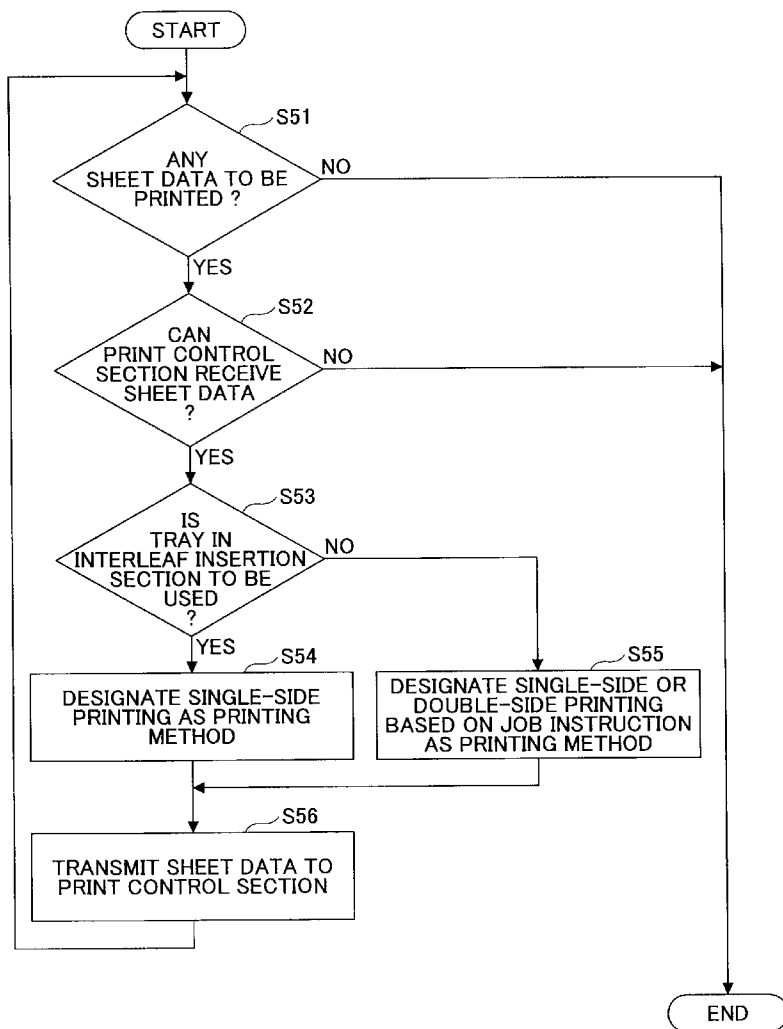 START
S51
ANY
SHEET DATA TO BE
PRINTED ?
NO
YES
S52
CAN
PRINT CONTROL
SECTION RECEIVE
SHEET DATA
?
NO
YES
S53
IS
TRAY IN
INTERLEAF INSERTION
SECTION TO BE
USED
?
NO
YES
S54
DESIGNATE SINGLE-SIDE
PRINTING AS PRINTING
METHOD
S55
DESIGNATE SINGLE-SIDE OR
DOUBLE-SIDE PRINTING
BASED ON JOB INSTRUCTION
AS PRINTING METHOD
S56
TRANSMIT SHEET DATA TO
PRINT CONTROL SECTION
END